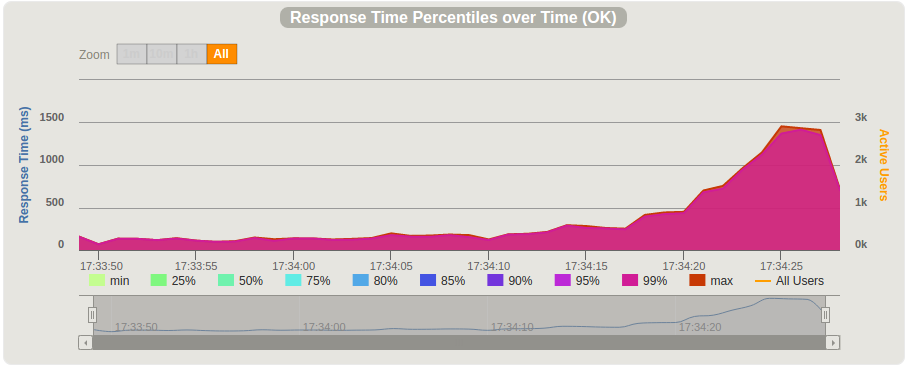 Response Time Percentiles over Time (OK)
Zoom 1m 10m 1h All
Response Time (ms)
1500
1000
500
0
3k
2k
1k
0k
Active Users
17:33:50 17:33:55 17:34:00 17:34:05 17:34:10 17:34:15 17:34:20 17:34:25
min 25% 50% 75% 80% 85% 90% 95% 99% max All Users
17:33:50 17:34:00 17:34:10 17:34:20